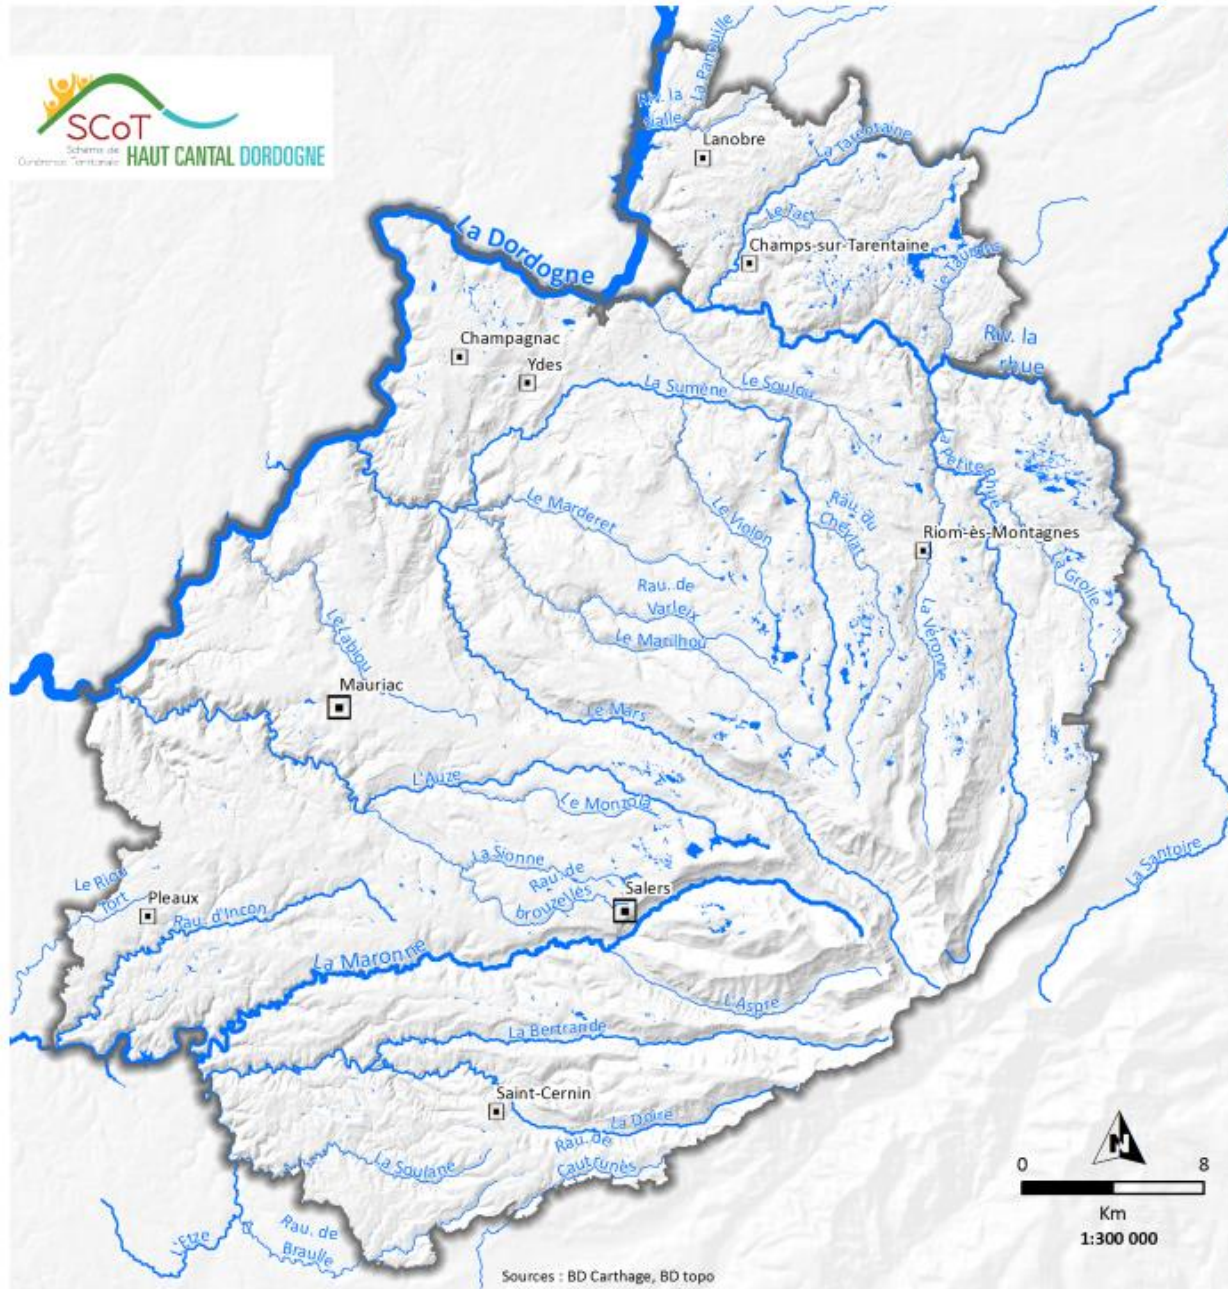 SCoT
Schéma de
Cohérence Territoriale
HAUT CANTAL DORDOGNE
La Panouille
Riv. la
Tialle
Lanobre
La Tarentaine
Le Tact
Champs-sur-Tarentaine
Le Taurons
La Dordogne
Riv. la
rhue
Champagnac
Ydes
La Sumène
Le Soulou
La Petite Rhue
Le Marderet
Le Violon
Rau. du
Cheylat
Riom-ès-Montagnes
La Grolle
Rau. de
Varleix
Le Marilhou
La Véronne
Le Labiou
Mauriac
Le Mars
L'Auze
Le Monzola
La Sionne
Rau. de
brouzelles
Salers
La Santoire
Le Riou
Tort
Pleaux
Rau. d'Incon
La Maronne
L'Aspre
La Bertrande
Saint-Cernin
La Doire
Rau. de
Cautrunès
La Soulane
L'Etze
Rau. de
Braulle
N
0 8
Km
1:300 000
Sources : BD Carthage, BD topo